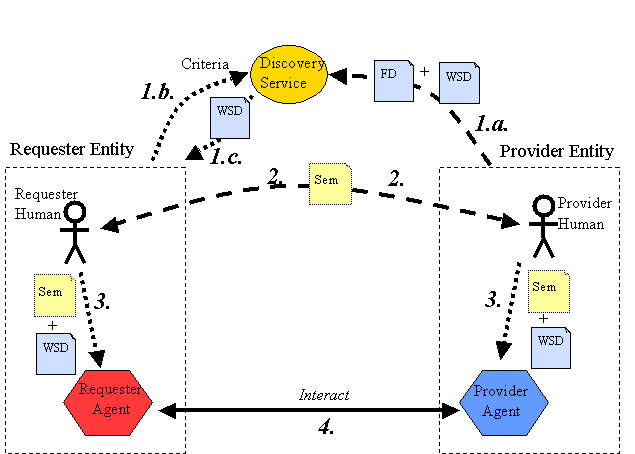 Criteria
Discovery
Service
FD
+
WSD
1.b.
WSD
1.a.
1.c.
Requester Entity
Provider Entity
2.
Sem
2.
Requester
Human
Provider
Human
Sem
3.
+
WSD
3.
Sem
+
WSD
Requester
Agent
Interact
4.
Provider
Agent